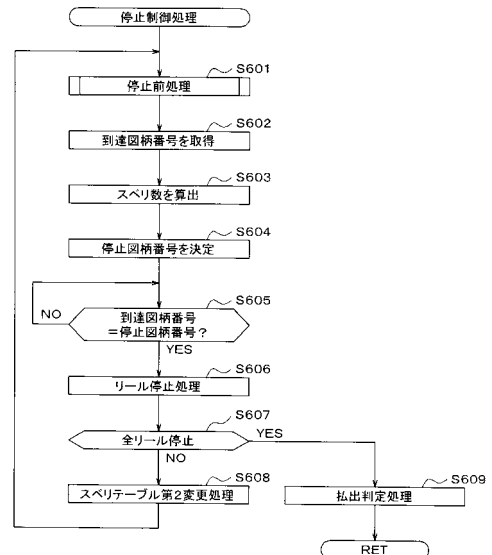 停止制御処理
S601
停止前処理
S602
到達図柄番号を取得
S603
スベリ数を算出
S604
停止図柄番号を決定
S605
到達図柄番号
=停止図柄番号?
NO
YES
S606
リール停止処理
S607
全リール停止
YES
NO
S608
スベリテーブル第2変更処理
S609
払出判定処理
RET